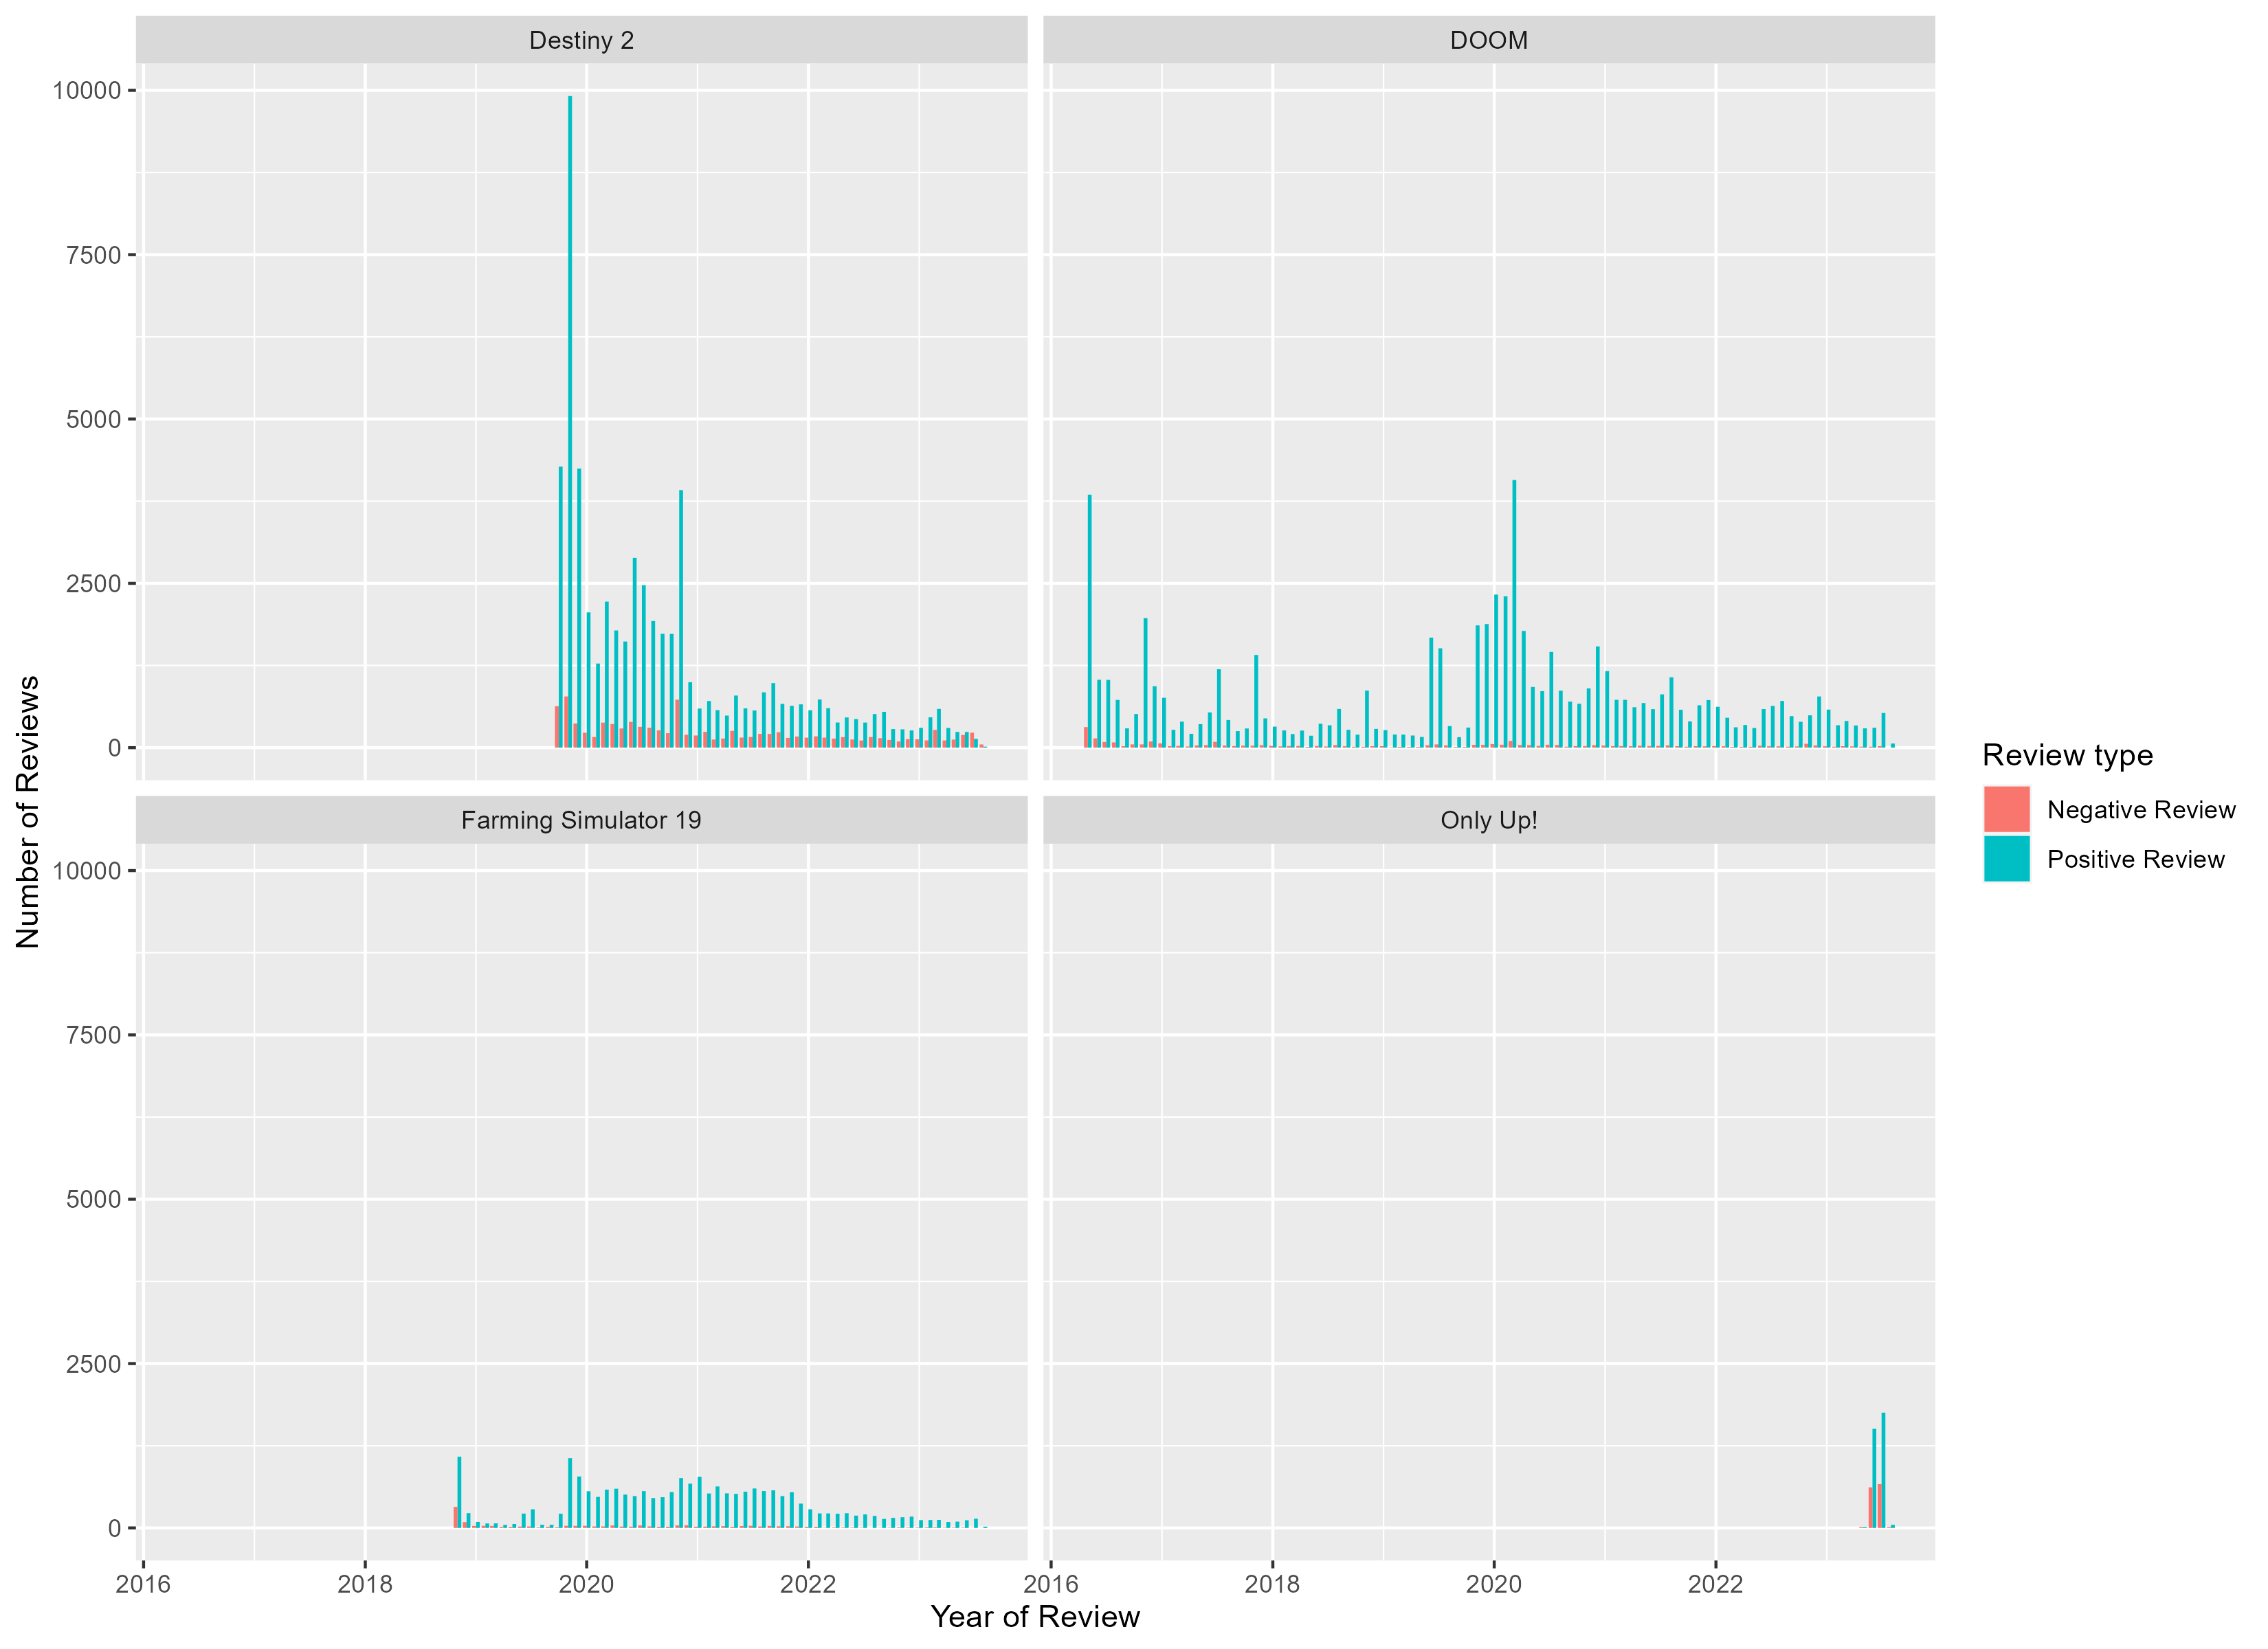 Destiny 2
DOOM
10000
7500
5000
2500
0
Farming Simulator 19
Only Up!
10000
7500
5000
2500
0
2016
2018
2020
2022
2016
2018
2020
2022
Year of Review
Number of Reviews
Review type
Negative Review
Positive Review